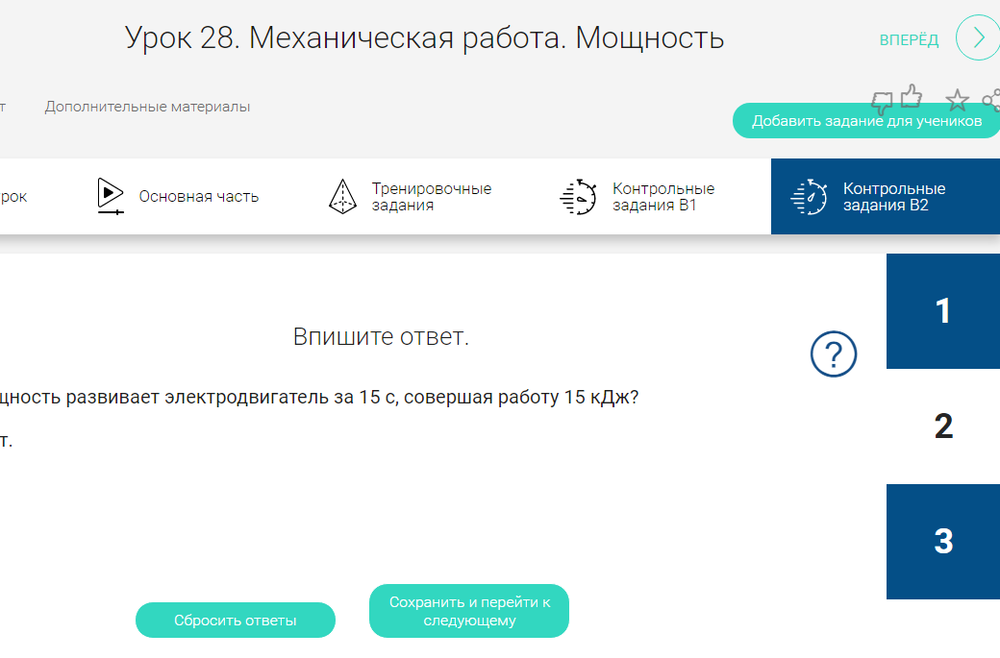 Урок 28. Механическая работа. Мощность
ВПЕРЁД
т
Дополнительные материалы
Добавить задание для учеников
рок
Основная часть
Тренировочные
задания
Контрольные
задания В1
Контрольные
задания В2
1
Впишите ответ.
?
щность развивает электродвигатель за 15 с, совершая работу 15 кДж?
2
т.
3
Сбросить ответы
Сохранить и перейти к
следующему